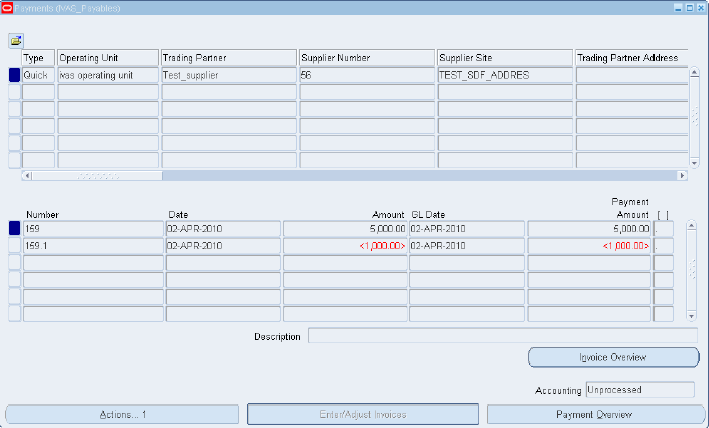 Payments (IVAS_Payables)
Type Operating Unit Trading Partner Supplier Number Supplier Site Trading Partner Address
Quick ivas operating unit Test_supplier 56 TEST_SDF_ADDRES
Payment
Number Date Amount GL Date Amount [ ]
159 02-APR-2010 5,000.00 02-APR-2010 5,000.00 .
159.1 02-APR-2010 <1,000.00> 02-APR-2010 <1,000.00> .
Description
Invoice Overview
Accounting Unprocessed
Actions... 1 Enter/Adjust Invoices Payment Overview